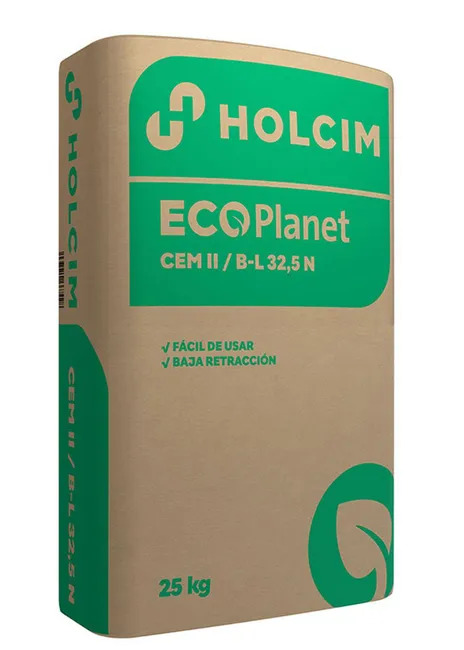 HOLCIM
ECOPlanet
CEM II / B-L 32,5 N
√ FÁCIL DE USAR
√ BAJA RETRACCIÓN
25 kg
HOLCIM
CEM II / B-L 32,5 N